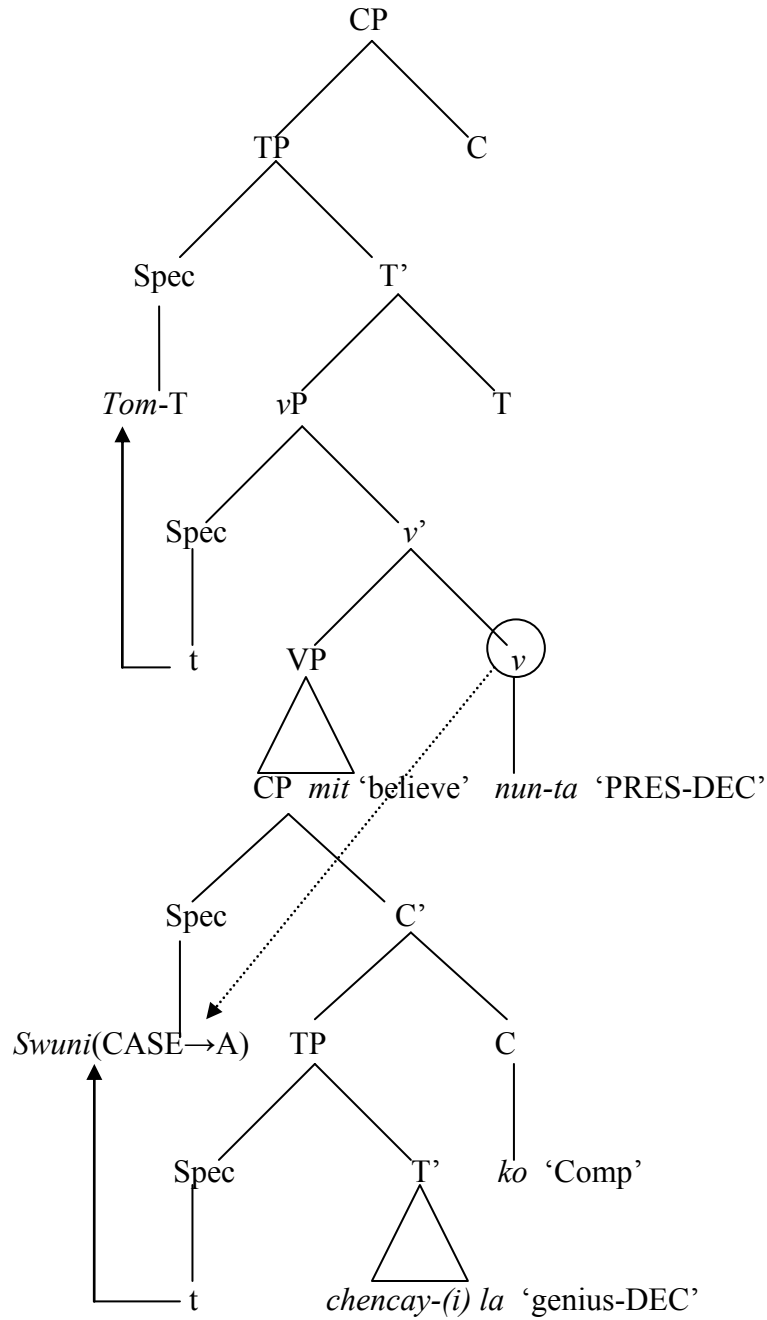 CP
TP C
Spec T’
Tom-T vP T
Spec v’
t VP v
CP mit ‘believe’ nun-ta ‘PRES-DEC’
Spec C’
Swuni(CASE→A) TP C
Spec T’ ko ‘Comp’
t chencay-(i) la ‘genius-DEC’